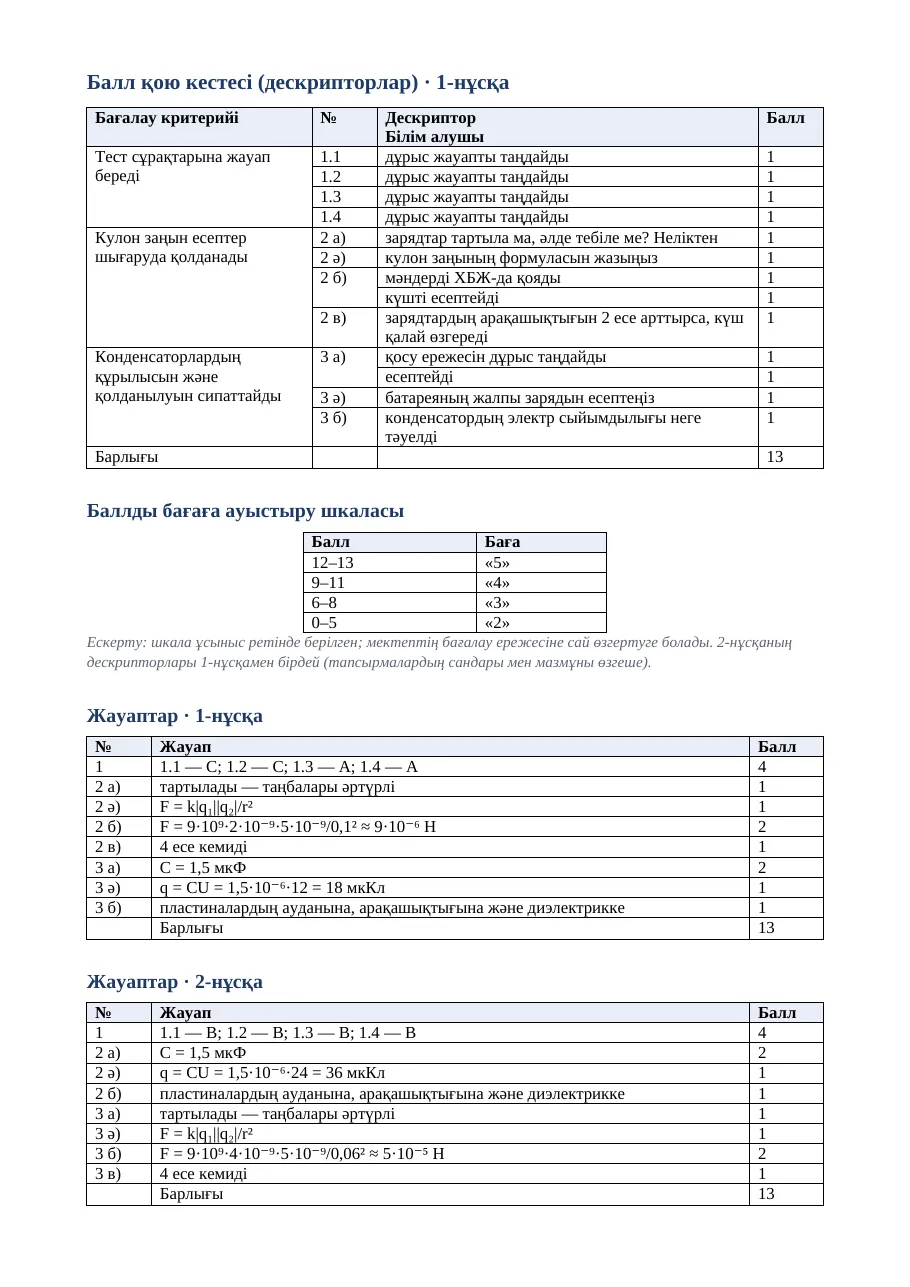 Балл қою кестесі (дескрипторлар) · 1-нұсқа
Бағалау критерийі № Дескриптор Балл
Білім алушы
Тест сұрақтарына жауап 1.1 дұрыс жауапты таңдайды 1
береді 1.2 дұрыс жауапты таңдайды 1
1.3 дұрыс жауапты таңдайды 1
1.4 дұрыс жауапты таңдайды 1
Кулон заңын есептер 2 а) зарядтар тартыла ма, әлде тебіле ме? Неліктен 1
шығаруда қолданады 2 ә) кулон заңының формуласын жазыңыз 1
2 б) мәндерді ХБЖ-да қояды 1
күшті есептейді 1
2 в) зарядтардың арақашықтығын 2 есе арттырса, күш 1
қалай өзгереді
Конденсаторлардың 3 а) қосу ережесін дұрыс таңдайды 1
құрылысын және есептейді 1
қолданылуын сипаттайды 3 ә) батареяның жалпы зарядын есептеңіз 1
3 б) конденсатордың электр сыйымдылығы неге 1
тәуелді
Барлығы 13
Баллды бағаға ауыстыру шкаласы
Балл Баға
12–13 «5»
9–11 «4»
6–8 «3»
0–5 «2»
Ескерту: шкала ұсыныс ретінде берілген; мектептің бағалау ережесіне сай өзгертуге болады. 2-нұсқаның
дескрипторлары 1-нұсқамен бірдей (тапсырмалардың сандары мен мазмұны өзгеше).
Жауаптар · 1-нұсқа
№ Жауап Балл
1 1.1 — C; 1.2 — C; 1.3 — A; 1.4 — A 4
2 а) тартылады — таңбалары әртүрлі 1
2 ә) F = k|q₁||q₂|/r² 1
2 б) F = 9·10⁹·2·10⁻⁹·5·10⁻⁹/0,1² ≈ 9·10⁻⁶ Н 2
2 в) 4 есе кемиді 1
3 а) C = 1,5 мкФ 2
3 ә) q = CU = 1,5·10⁻⁶·12 = 18 мкКл 1
3 б) пластиналардың ауданына, арақашықтығына және диэлектрикке 1
Барлығы 13
Жауаптар · 2-нұсқа
№ Жауап Балл
1 1.1 — B; 1.2 — B; 1.3 — B; 1.4 — B 4
2 а) C = 1,5 мкФ 2
2 ә) q = CU = 1,5·10⁻⁶·24 = 36 мкКл 1
2 б) пластиналардың ауданына, арақашықтығына және диэлектрикке 1
3 а) тартылады — таңбалары әртүрлі 1
3 ә) F = k|q₁||q₂|/r² 1
3 б) F = 9·10⁹·4·10⁻⁹·5·10⁻⁹/0,06² ≈ 5·10⁻⁵ Н 2
3 в) 4 есе кемиді 1
Барлығы 13